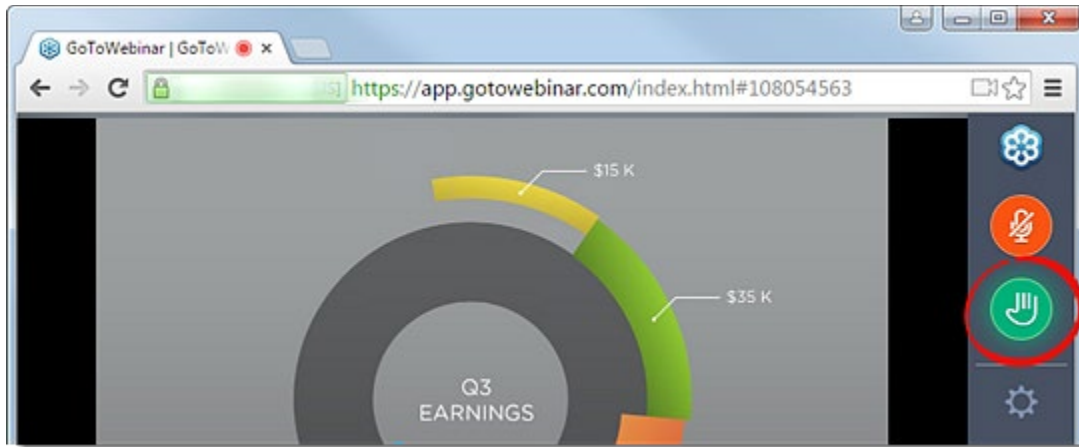 GoToWebinar | GoToW
https://app.gotowebinar.com/index.html#108054563
$15 K
$35 K
Q3
EARNINGS